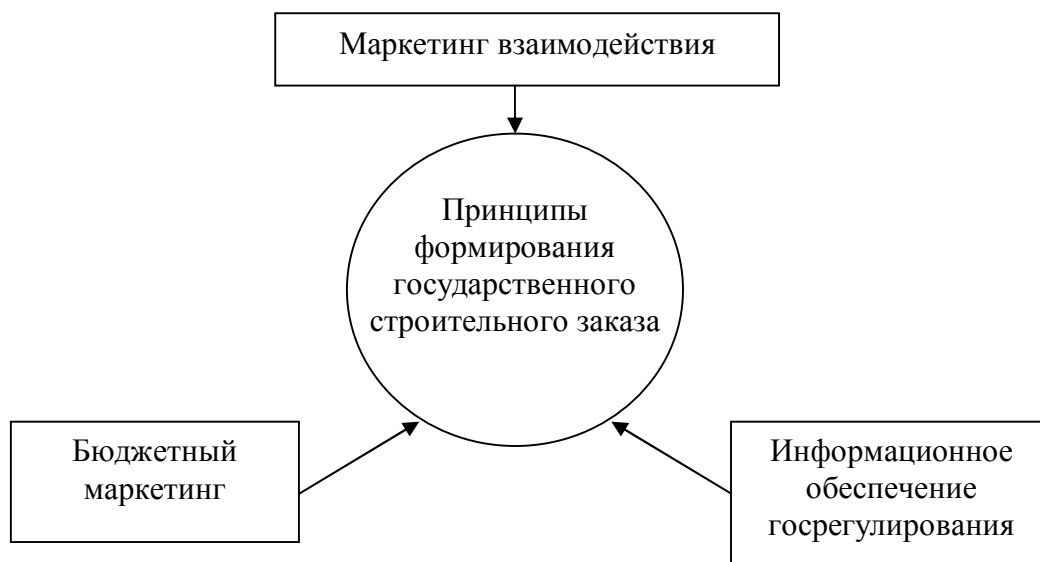 Маркетинг взаимодействия
Принципы
формирования
государственного
строительного заказа
Бюджетный
маркетинг
Информационное
обеспечение
госрегулирования